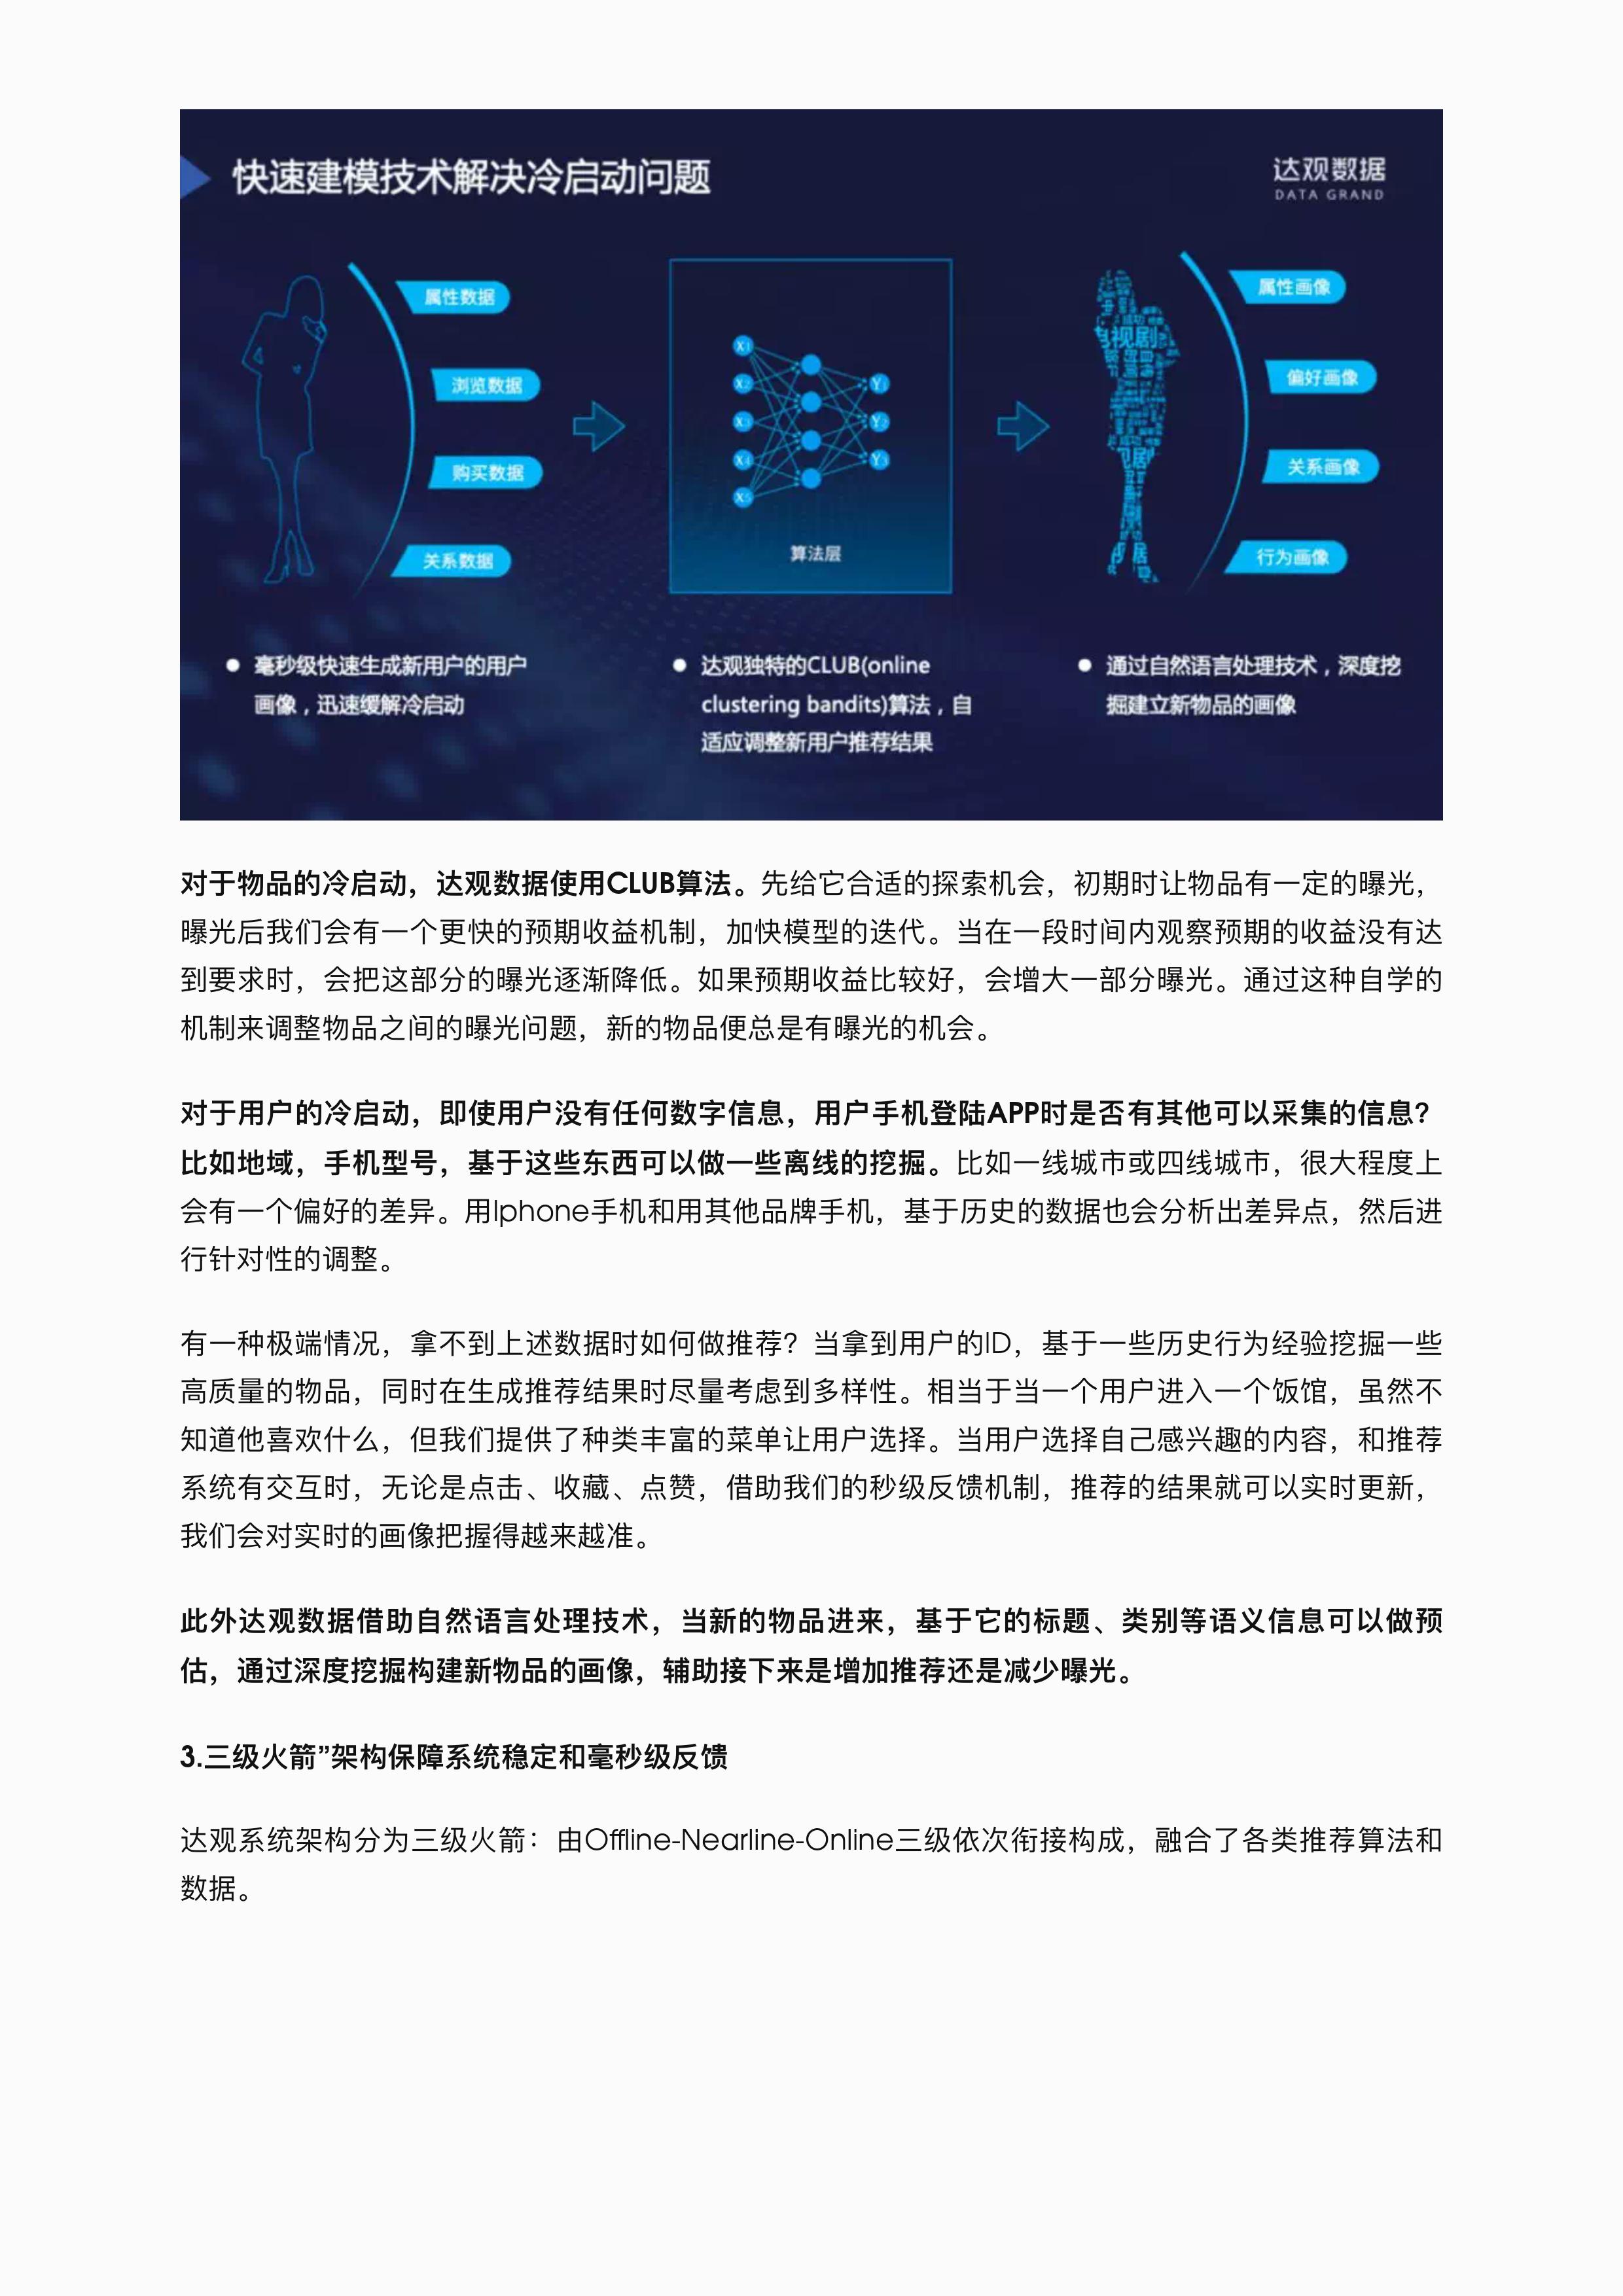 快速建模技术解决冷启动问题
达观数据
DATA GRAND
属性数据
浏览数据
购买数据
关系数据
X1
X2
X3
X4
X5
Y1
Y2
Y3
算法层
视剧
属性画像
偏好画像
关系画像
行为画像
● 毫秒级快速生成新用户的用户
画像，迅速缓解冷启动
● 达观独特的CLUB(online
clustering bandits)算法，自
适应调整新用户推荐结果
● 通过自然语言处理技术，深度挖
掘建立新物品的画像
对于物品的冷启动，达观数据使用CLUB算法。先给它合适的探索机会，初期时让物品有一定的曝光，
曝光后我们会有一个更快的预期收益机制，加快模型的迭代。当在一段时间内观察预期的收益没有达
到要求时，会把这部分的曝光逐渐降低。如果预期收益比较好，会增大一部分曝光。通过这种自学的
机制来调整物品之间的曝光问题，新的物品便总是有曝光的机会。
对于用户的冷启动，即使用户没有任何数字信息，用户手机登陆APP时是否有其他可以采集的信息？
比如地域，手机型号，基于这些东西可以做一些离线的挖掘。比如一线城市或四线城市，很大程度上
会有一个偏好的差异。用Iphone手机和用其他品牌手机，基于历史的数据也会分析出差异点，然后进
行针对性的调整。
有一种极端情况，拿不到上述数据时如何做推荐？当拿到用户的ID，基于一些历史行为经验挖掘一些
高质量的物品，同时在生成推荐结果时尽量考虑到多样性。相当于当一个用户进入一个饭馆，虽然不
知道他喜欢什么，但我们提供了种类丰富的菜单让用户选择。当用户选择自己感兴趣的内容，和推荐
系统有交互时，无论是点击、收藏、点赞，借助我们的秒级反馈机制，推荐的结果就可以实时更新，
我们会对实时的画像把握得越来越准。
此外达观数据借助自然语言处理技术，当新的物品进来，基于它的标题、类别等语义信息可以做预
估，通过深度挖掘构建新物品的画像，辅助接下来是增加推荐还是减少曝光。
3.三级火箭”架构保障系统稳定和毫秒级反馈
达观系统架构分为三级火箭：由Offline-Nearline-Online三级依次衔接构成，融合了各类推荐算法和
数据。